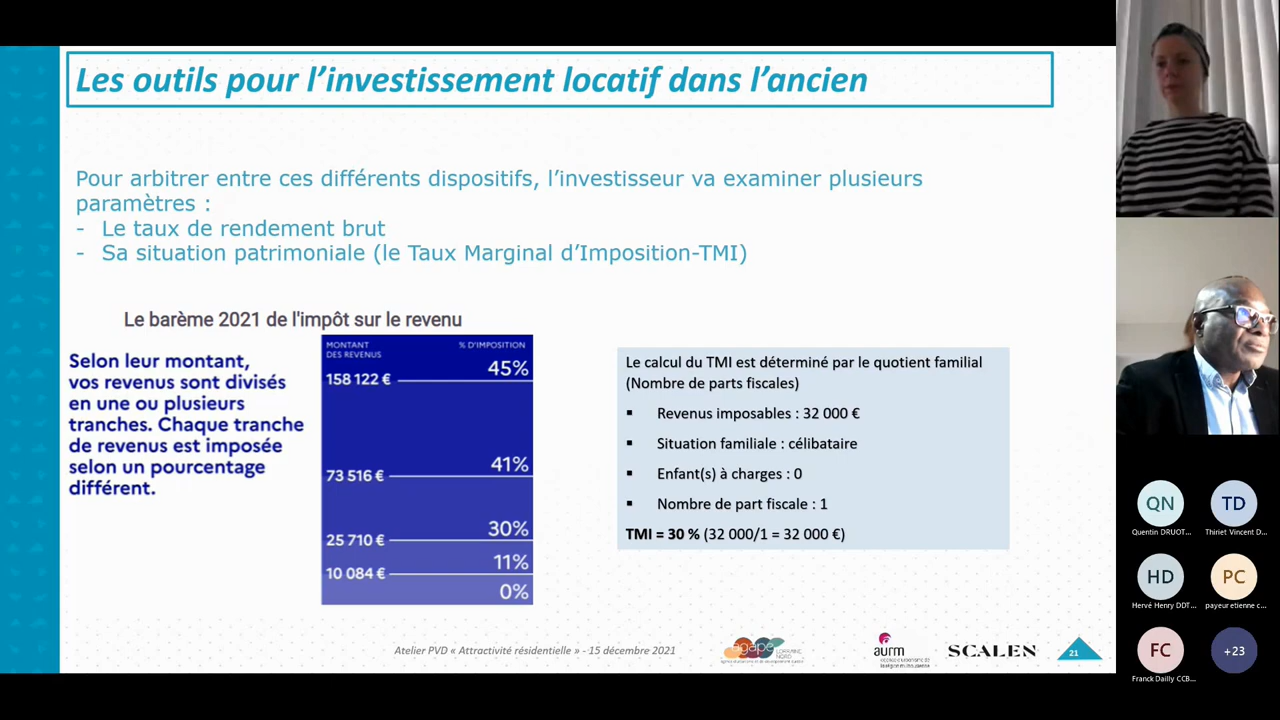 Les outils pour l’investissement locatif dans l’ancien
Pour arbitrer entre ces différents dispositifs, l’investisseur va examiner plusieurs
paramètres :
- Le taux de rendement brut
- Sa situation patrimoniale (le Taux Marginal d’Imposition-TMI)
Le barème 2021 de l'impôt sur le revenu
Selon leur montant,
vos revenus sont divisés
en une ou plusieurs
tranches. Chaque tranche
de revenus est imposée
selon un pourcentage
différent.
MONTANT
DES REVENUS
% D'IMPOSITION
45%
158 122 €
41%
73 516 €
30%
25 710 €
11%
10 084 €
0%
Le calcul du TMI est déterminé par le quotient familial
(Nombre de parts fiscales)
▪ Revenus imposables : 32 000 €
▪ Situation familiale : célibataire
▪ Enfant(s) à charges : 0
▪ Nombre de part fiscale : 1
TMI = 30 % (32 000/1 = 32 000 €)
Atelier PVD « Attractivité résidentielle » - 15 décembre 2021
agape
LORRAINE
NORD
aurm
SCALEN
21
QN
Quentin DRUOT...
TD
Thiriet Vincent D...
HD
Hervé Henry DDT...
PC
payeur etienne c...
FC
Franck Dailly CCB...
+23